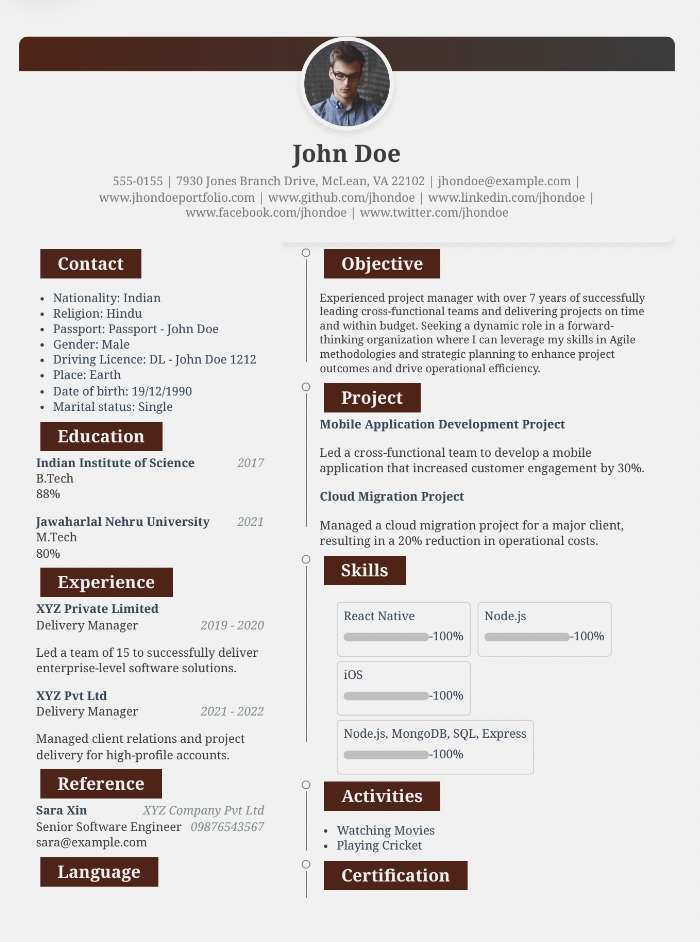 John Doe
555-0155 | 7930 Jones Branch Drive, McLean, VA 22102 | jhondoe@example.com |
www.jhondoeportfolio.com | www.github.com/jhondoe | www.linkedin.com/jhondoe |
www.facebook.com/jhondoe | www.twitter.com/jhondoe
Contact
• Nationality: Indian
• Religion: Hindu
• Passport: Passport - John Doe
• Gender: Male
• Driving Licence: DL - John Doe 1212
• Place: Earth
• Date of birth: 19/12/1990
• Marital status: Single
Education
Indian Institute of Science 2017
B.Tech
88%
Jawaharlal Nehru University 2021
M.Tech
80%
Experience
XYZ Private Limited
Delivery Manager 2019 - 2020
Led a team of 15 to successfully deliver
enterprise-level software solutions.
XYZ Pvt Ltd
Delivery Manager 2021 - 2022
Managed client relations and project
delivery for high-profile accounts.
Reference
Sara Xin XYZ Company Pvt Ltd
Senior Software Engineer 09876543567
sara@example.com
Language
Objective
Experienced project manager with over 7 years of successfully
leading cross-functional teams and delivering projects on time
and within budget. Seeking a dynamic role in a forward-
thinking organization where I can leverage my skills in Agile
methodologies and strategic planning to enhance project
outcomes and drive operational efficiency.
Project
Mobile Application Development Project
Led a cross-functional team to develop a mobile
application that increased customer engagement by 30%.
Cloud Migration Project
Managed a cloud migration project for a major client,
resulting in a 20% reduction in operational costs.
Skills
React Native
-100%
Node.js
-100%
iOS
-100%
Node.js, MongoDB, SQL, Express
-100%
Activities
• Watching Movies
• Playing Cricket
Certification